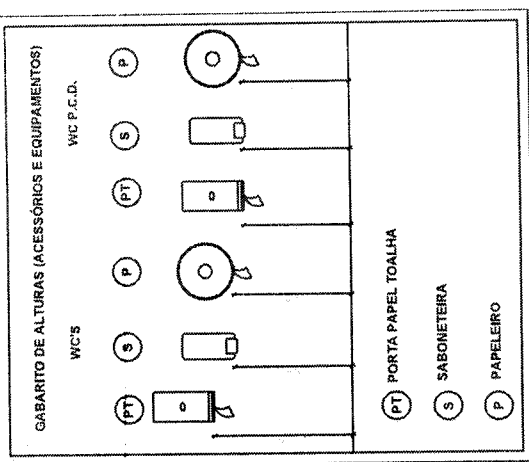 GABARITO DE ALTURAS (ACESSÓRIOS E EQUIPAMENTOS)
WC'S
WC P.C.D.
PT
S
P
PT
S
P
PT PORTA PAPEL TOALHA
S SABONETEIRA
P PAPELEIRO